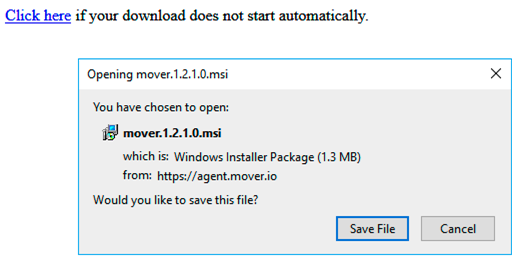 Click here if your download does not start automatically.
Opening mover.1.2.1.0.msi
You have chosen to open:
mover.1.2.1.0.msi
which is: Windows Installer Package (1.3 MB)
from: https://agent.mover.io
Would you like to save this file?
Save File
Cancel